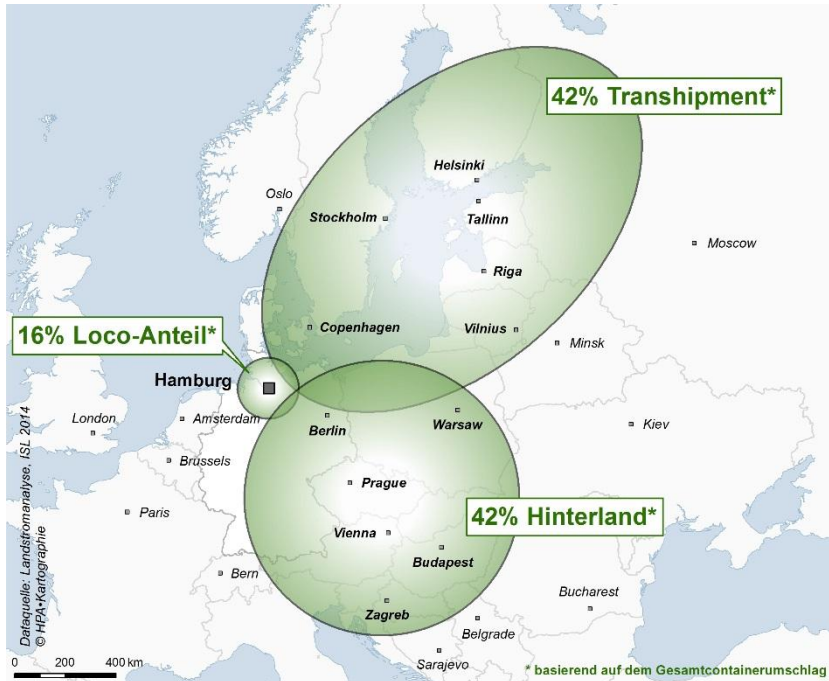 42% Transhipment*
Helsinki
Oslo
Tallinn
Stockholm
Moscow
Riga
16% Loco-Anteil*
Copenhagen
Vilnius
Minsk
Hamburg
London
Amsterdam
Berlin
Warsaw
Kiev
Brussels
Prague
Paris
42% Hinterland*
Vienna
Budapest
Bern
Zagreb
Bucharest
Belgrade
Sarajevo
Dataquelle: Landstromanalyse, ISL 2014
© HPA•Kartographie
0 200 400 km
* basierend auf dem Gesamtcontainerumschlag